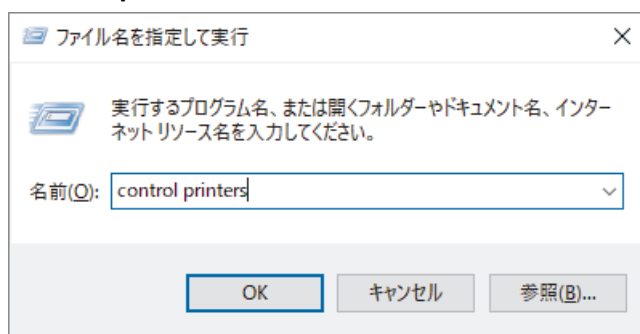 ファイル名を指定して実行
実行するプログラム名、または開くフォルダーやドキュメント名、インター
ネット リソース名を入力してください。
名前(O): control printers
OK キャンセル 参照(B)...